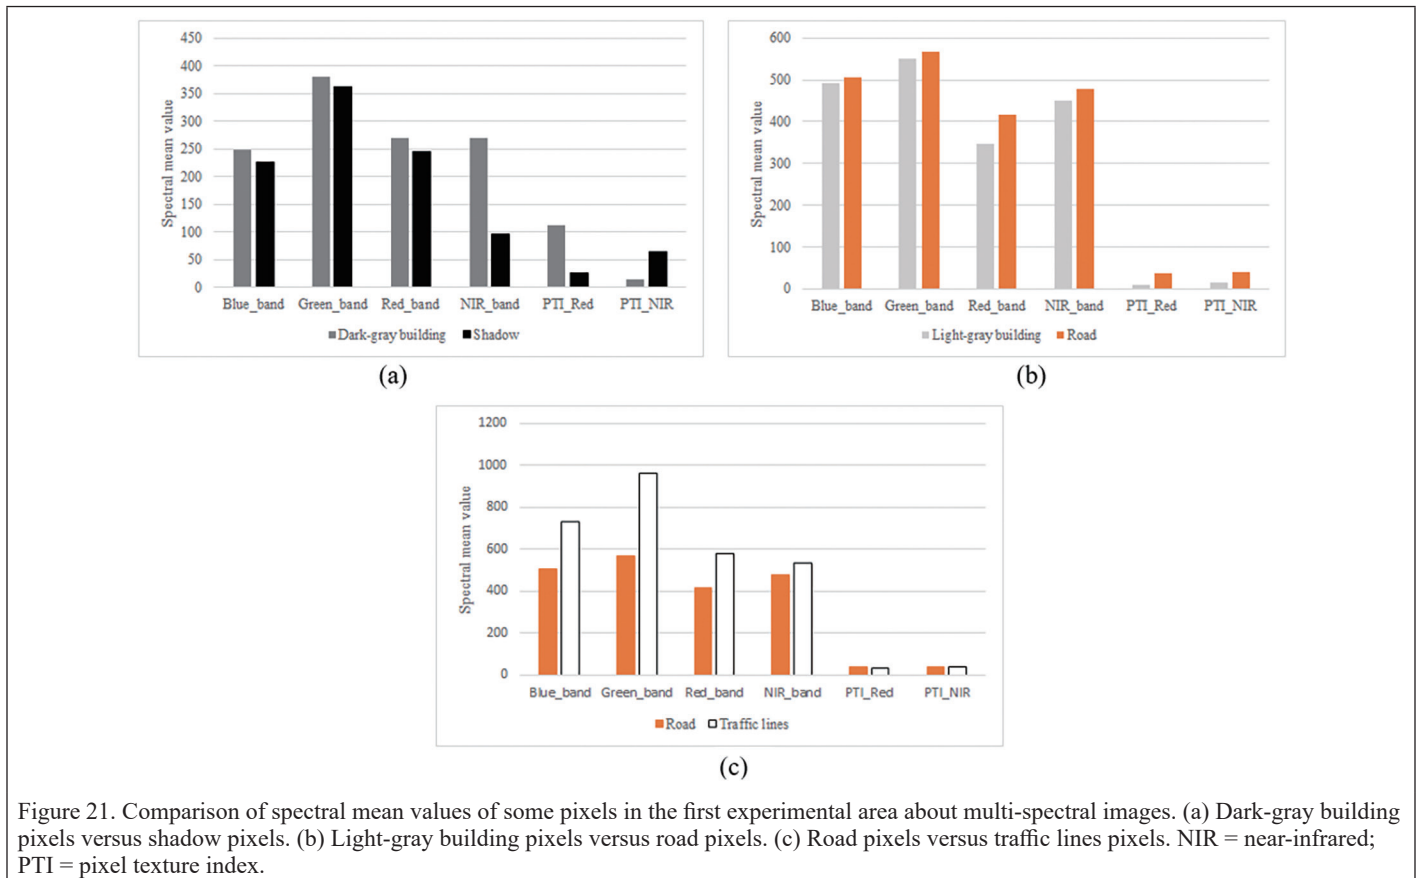 450
400
350
300
250
200
150
100
50
0
Spectral mean value
Blue_band Green_band Red_band NIR_band PTI_Red PTI_NIR
Dark-gray building Shadow
(a)
600
500
400
300
200
100
0
Spectral mean value
Blue_band Green_band Red_band NIR_band PTI_Red PTI_NIR
Light-gray building Road
(b)
1200
1000
800
600
400
200
0
Spectral mean value
Blue_band Green_band Red_band NIR_band PTI_Red PTI_NIR
Road Traffic lines
(c)
Figure 21. Comparison of spectral mean values of some pixels in the first experimental area about multi-spectral images. (a) Dark-gray building
pixels versus shadow pixels. (b) Light-gray building pixels versus road pixels. (c) Road pixels versus traffic lines pixels. NIR = near-infrared;
PTI = pixel texture index.